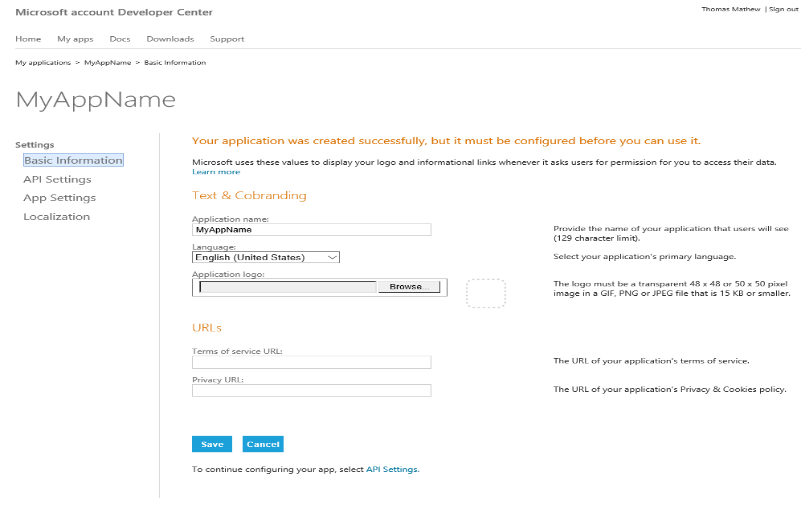 Microsoft account Developer Center
Thomas Mathew | Sign out
Home My apps Docs Downloads Support
My applications > MyAppName > Basic Information
MyAppName
Settings
Basic Information
API Settings
App Settings
Localization
Your application was created successfully, but it must be configured before you can use it.
Microsoft uses these values to display your logo and informational links whenever it asks users for permission for you to access their data.
Learn more
Text & Cobranding
Application name:
MyAppName
Provide the name of your application that users will see
(129 character limit).
Language:
English (United States)
Select your application's primary language.
Application logo:
Browse...
The logo must be a transparent 48 x 48 or 50 x 50 pixel
image in a GIF, PNG or JPEG file that is 15 KB or smaller.
URLs
Terms of service URL:
The URL of your application's terms of service.
Privacy URL:
The URL of your application's Privacy & Cookies policy.
Save Cancel
To continue configuring your app, select API Settings.